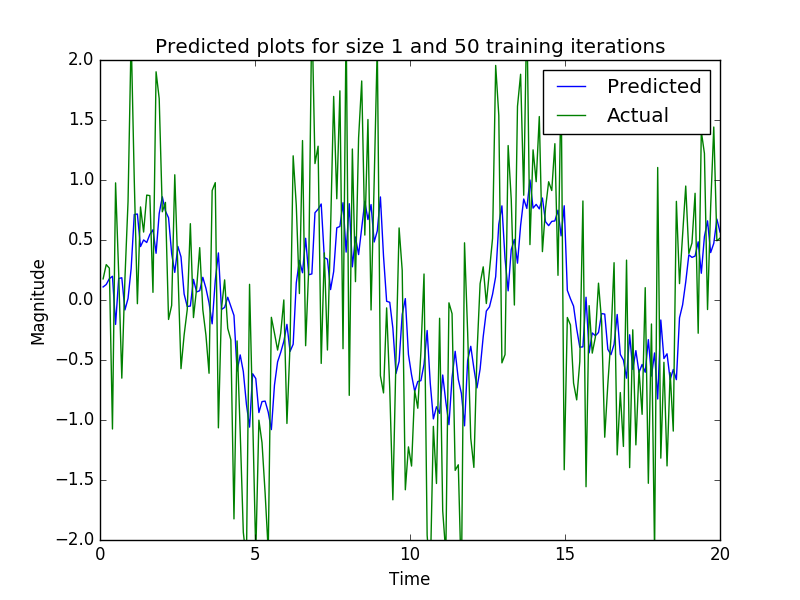 Predicted plots for size 1 and 50 training iterations
Predicted
Actual
2.0
1.5
1.0
0.5
0.0
−0.5
−1.0
−1.5
−2.0
Magnitude
0 5 10 15 20
Time